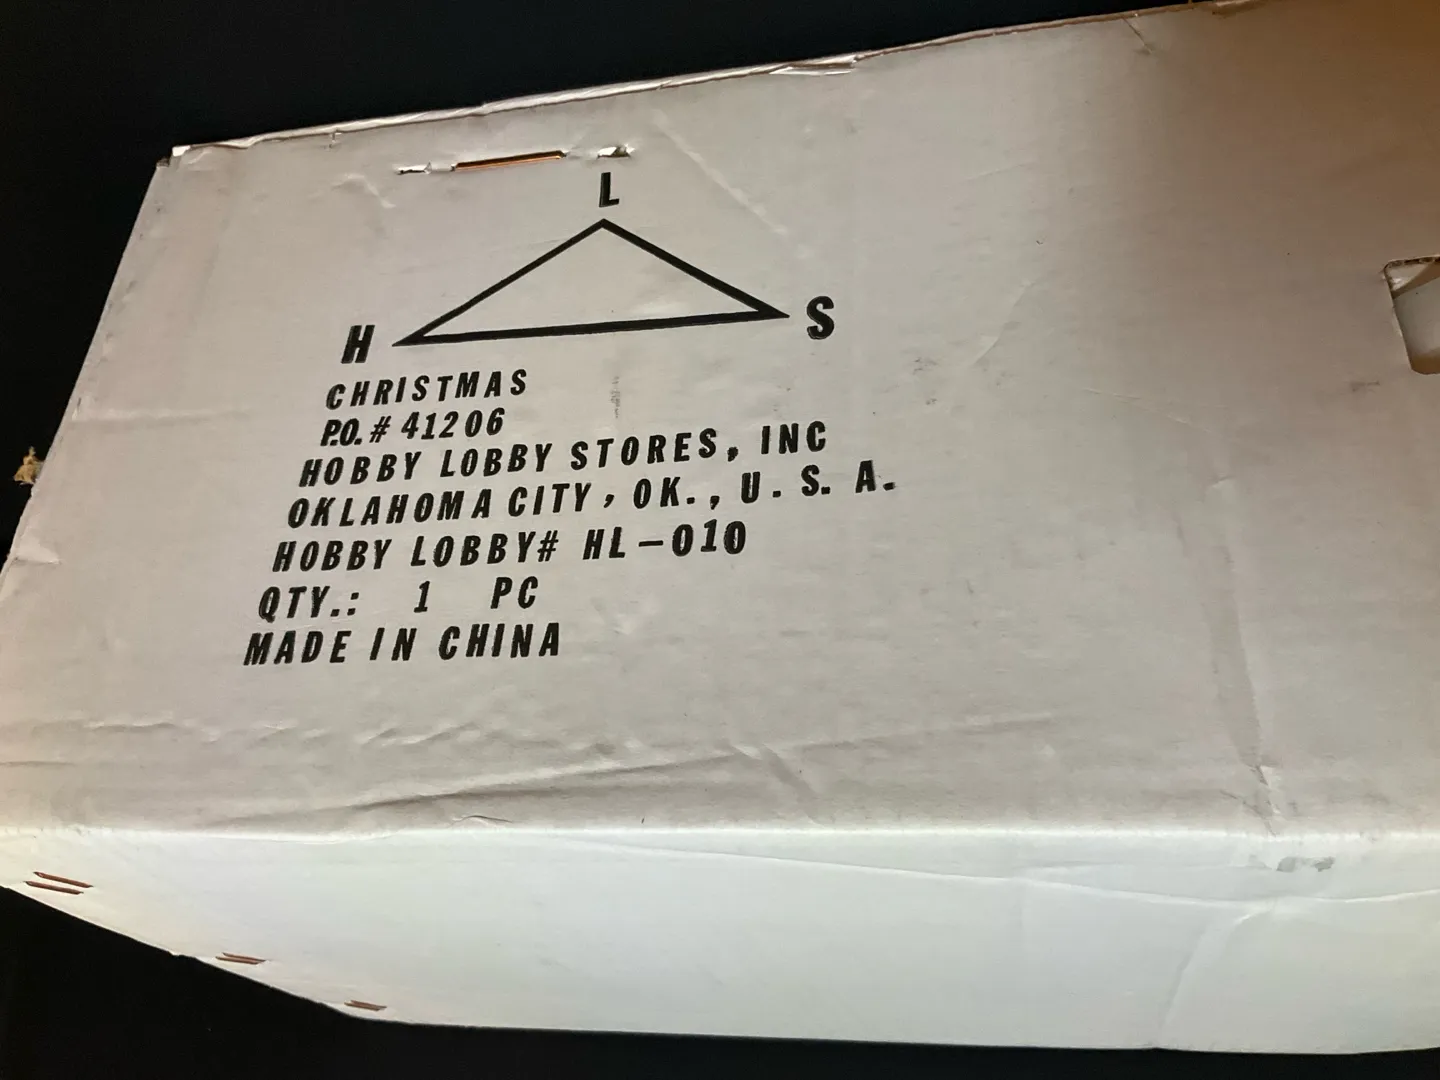 L
H S
CHRISTMAS
P.O. # 41206
HOBBY LOBBY STORES, INC
OKLAHOMA CITY, OK., U. S. A.
HOBBY LOBBY# HL-010
QTY.: 1 PC
MADE IN CHINA